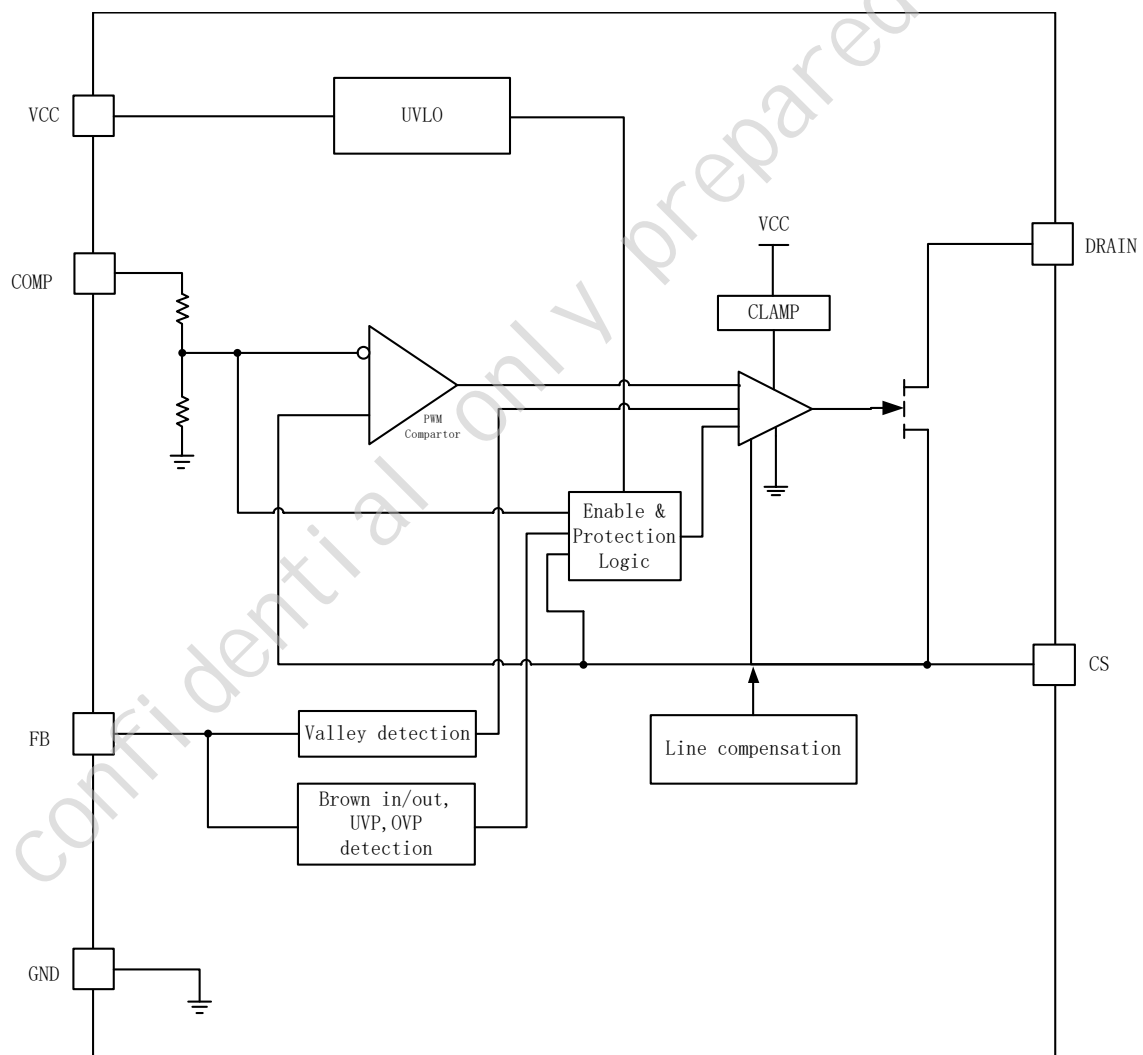 VCC
UVLO
COMP
VCC
CLAMP
DRAIN
PWM
Compartor
Enable &
Protection
Logic
CS
FB
Valley detection
Line compensation
Brown in/out,
UVP,OVP
detection
GND
confidential only prepared